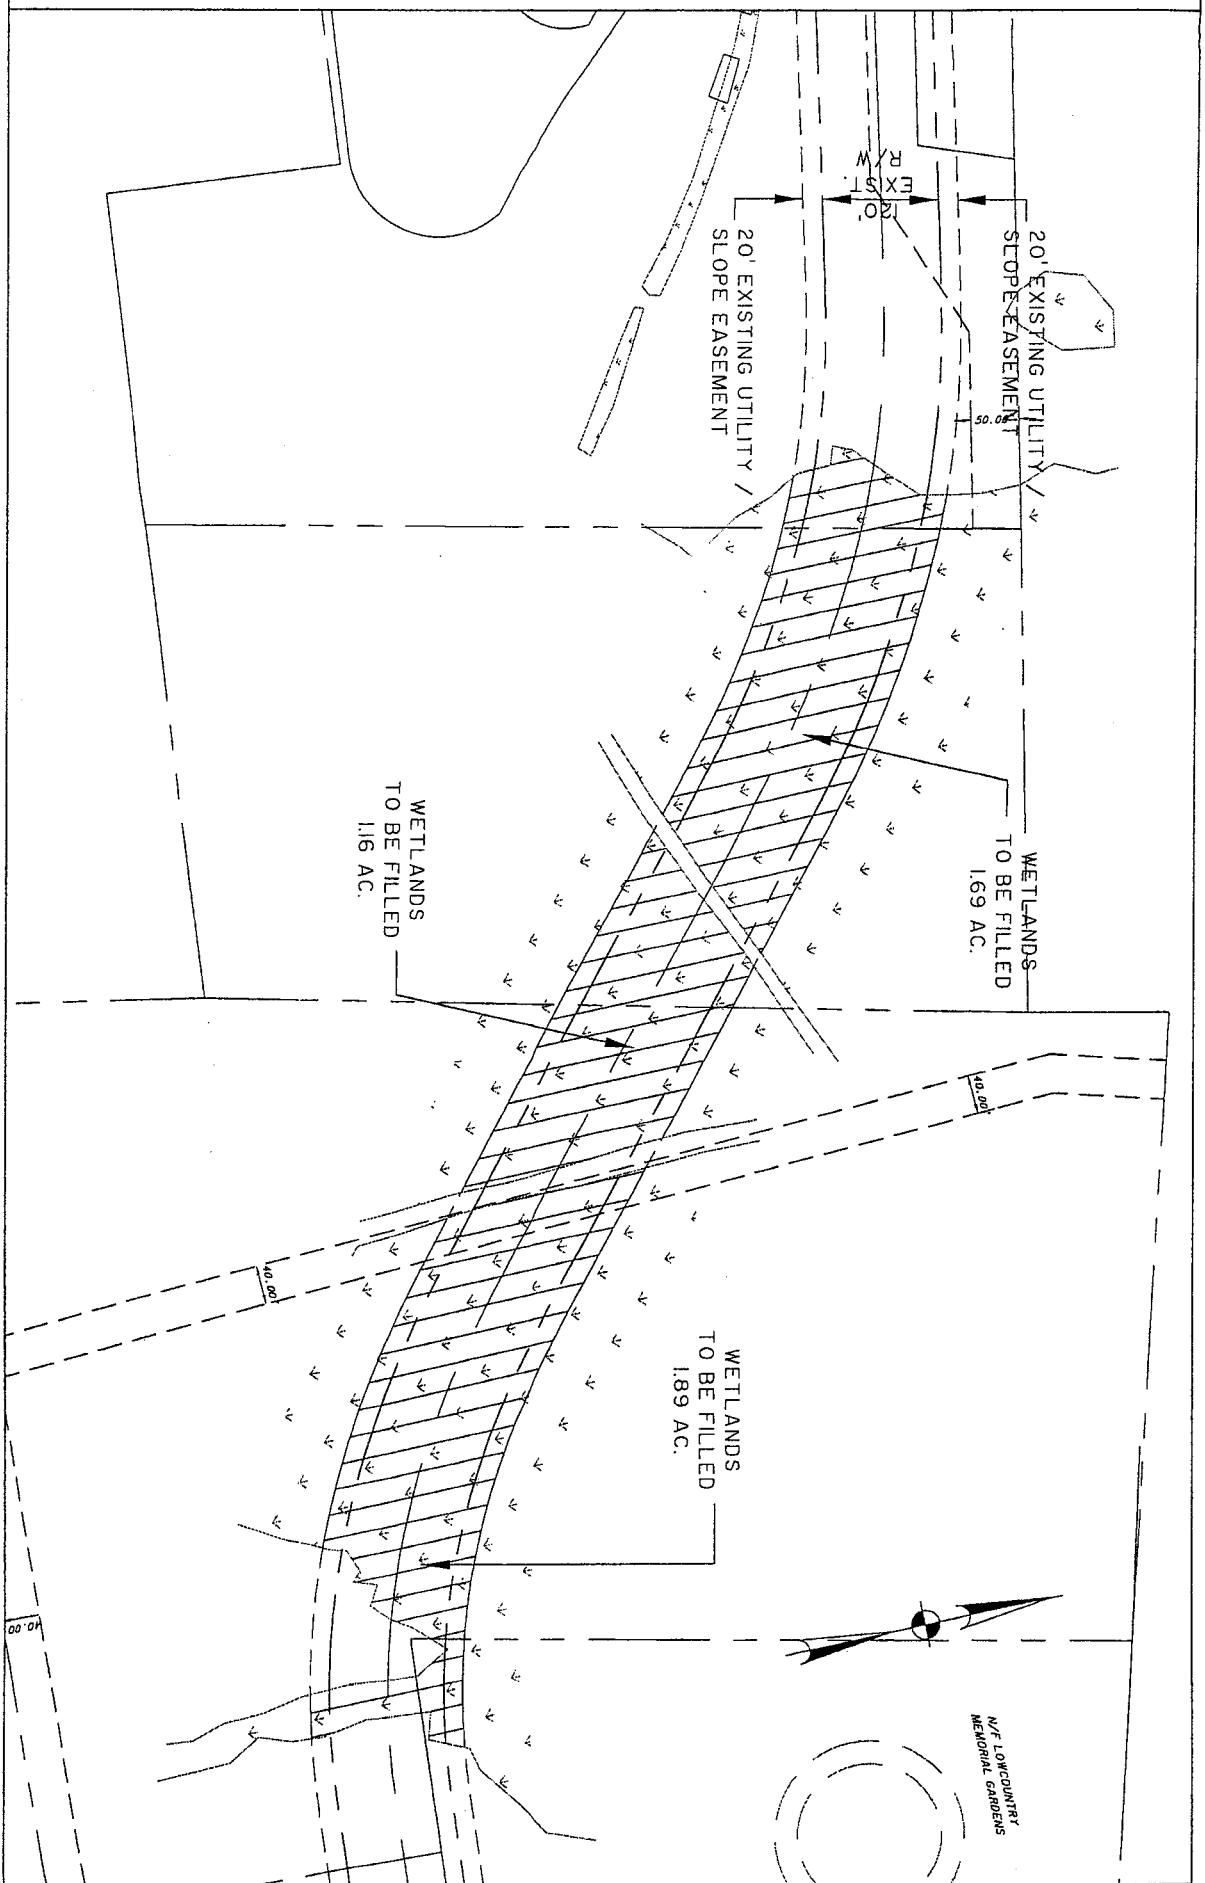 120'
EXIST.
R/W
20' EXISTING UTILITY /
SLOPE EASEMENT
20' EXISTING UTILITY /
SLOPE EASEMENT
50.00
WETLANDS
TO BE FILLED
1.69 AC.
WETLANDS
TO BE FILLED
1.16 AC.
40.00'
40.00'
WETLANDS
TO BE FILLED
1.89 AC.
40.00
N/F LOWCOUNTRY
MEMORIAL GARDENS